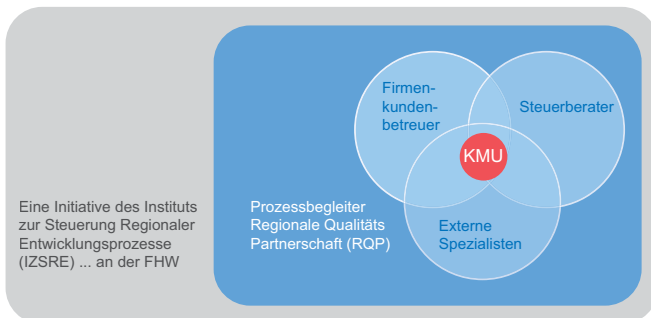 Firmen-
kunden-
betreuer
Steuerberater
KMU
Eine Initiative des Instituts
zur Steuerung Regionaler
Entwicklungsprozesse
(IZSRE) ... an der FHW
Prozessbegleiter
Regionale Qualitäts
Partnerschaft (RQP)
Externe
Spezialisten